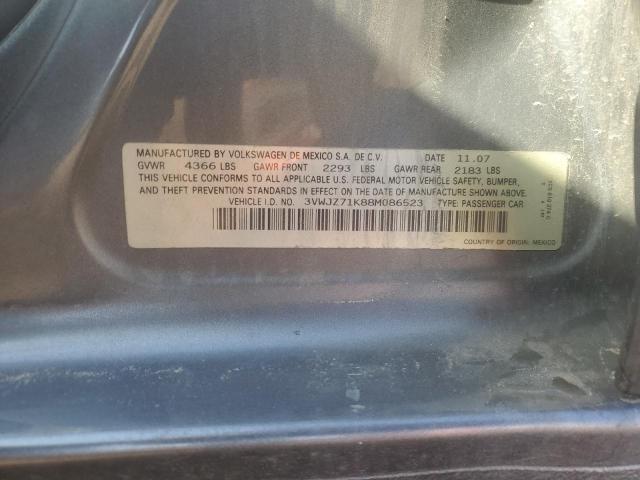 MANUFACTURED BY VOLKSWAGEN DE MEXICO S.A. DE C.V. DATE 11.07
GVWR 4366 LBS GAWR FRONT 2293 LBS GAWR REAR 2183 LBS
THIS VEHICLE CONFORMS TO ALL APPLICABLE U.S. FEDERAL MOTOR VEHICLE SAFETY, BUMPER,
AND THEFT PREVENTION STANDARDS IN EFFECT ON THE DATE OF MANUFACTURE SHOWN ABOVE.
VEHICLE I.D. NO. 3VWJZ71K88M086523 TYPE: PASSENGER CAR
COUNTRY OF ORIGIN: MEXICO